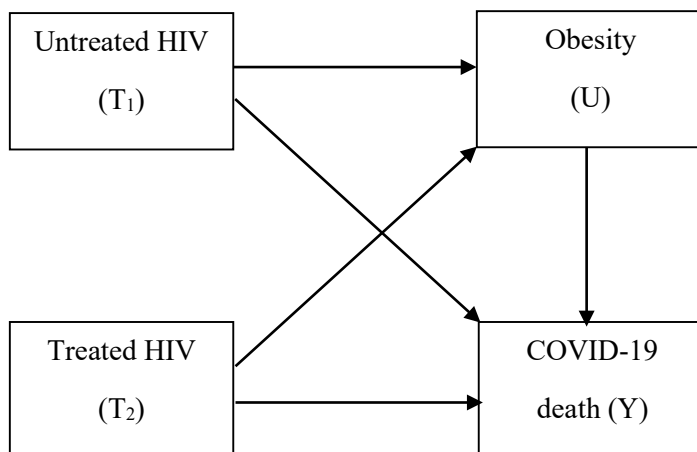 Untreated HIV
(T₁)
Obesity
(U)
Treated HIV
(T₂)
COVID-19
death (Y)